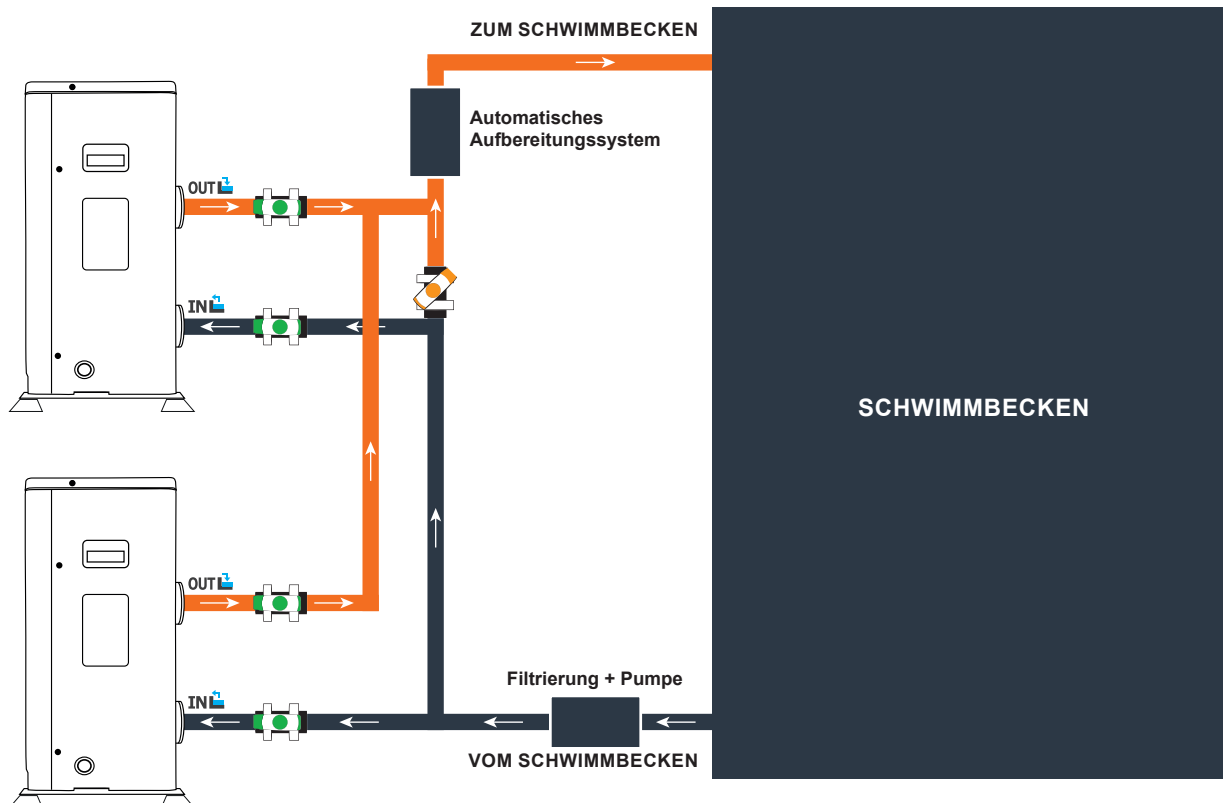 ZUM SCHWIMMBECKEN
Automatisches
Aufbereitungssystem
OUT
IN
SCHWIMMBECKEN
OUT
Filtrierung + Pumpe
IN
VOM SCHWIMMBECKEN